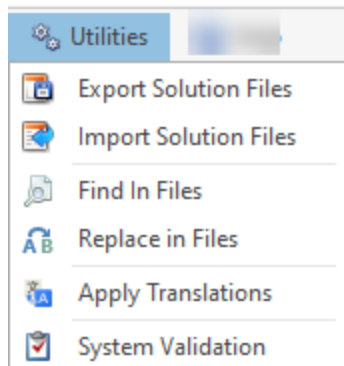 Utilities
Export Solution Files
Import Solution Files
Find In Files
Replace in Files
Apply Translations
System Validation